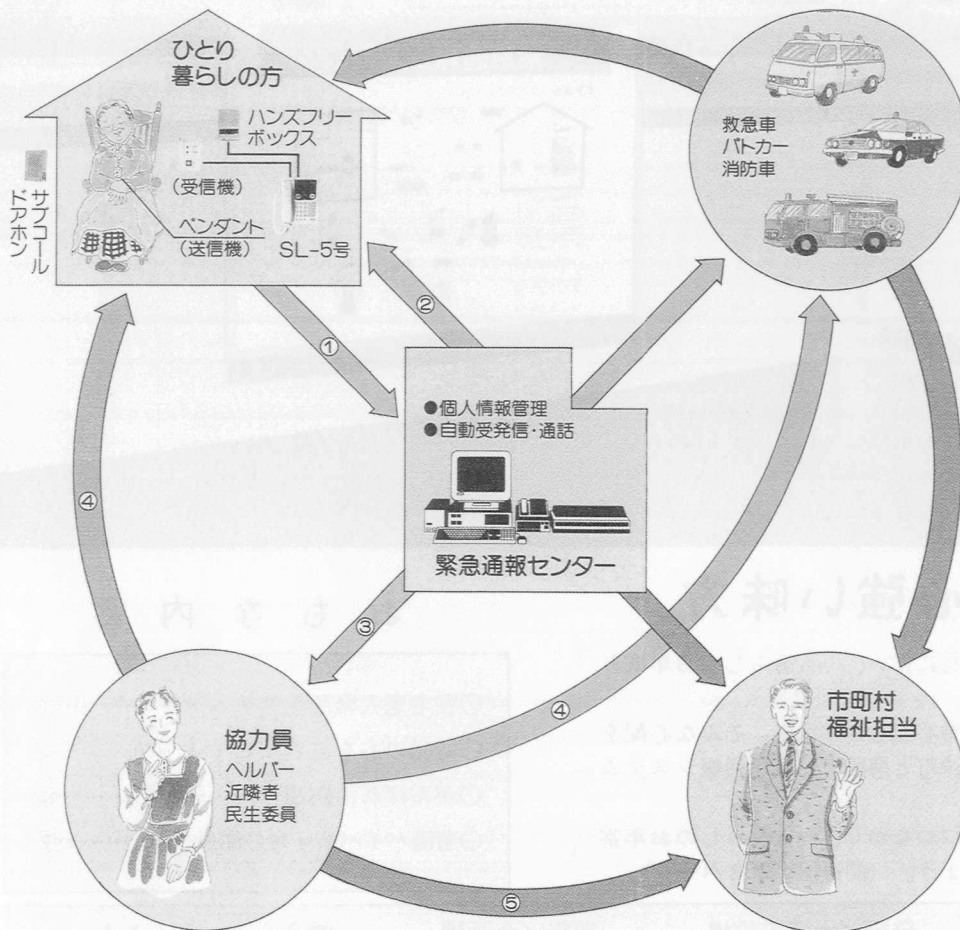 ひとり
暮らしの方
ハンズフリー
ボックス
(受信機)
ペンダント
(送信機)
SL-5号
サブコール
ドアホン
救急車
パトカー
消防車
①
②
●個人情報管理
●自動受発信・通話
緊急通報センター
③
④
④
協力員
ヘルパー
近隣者
民生委員
市町村
福祉担当
⑤